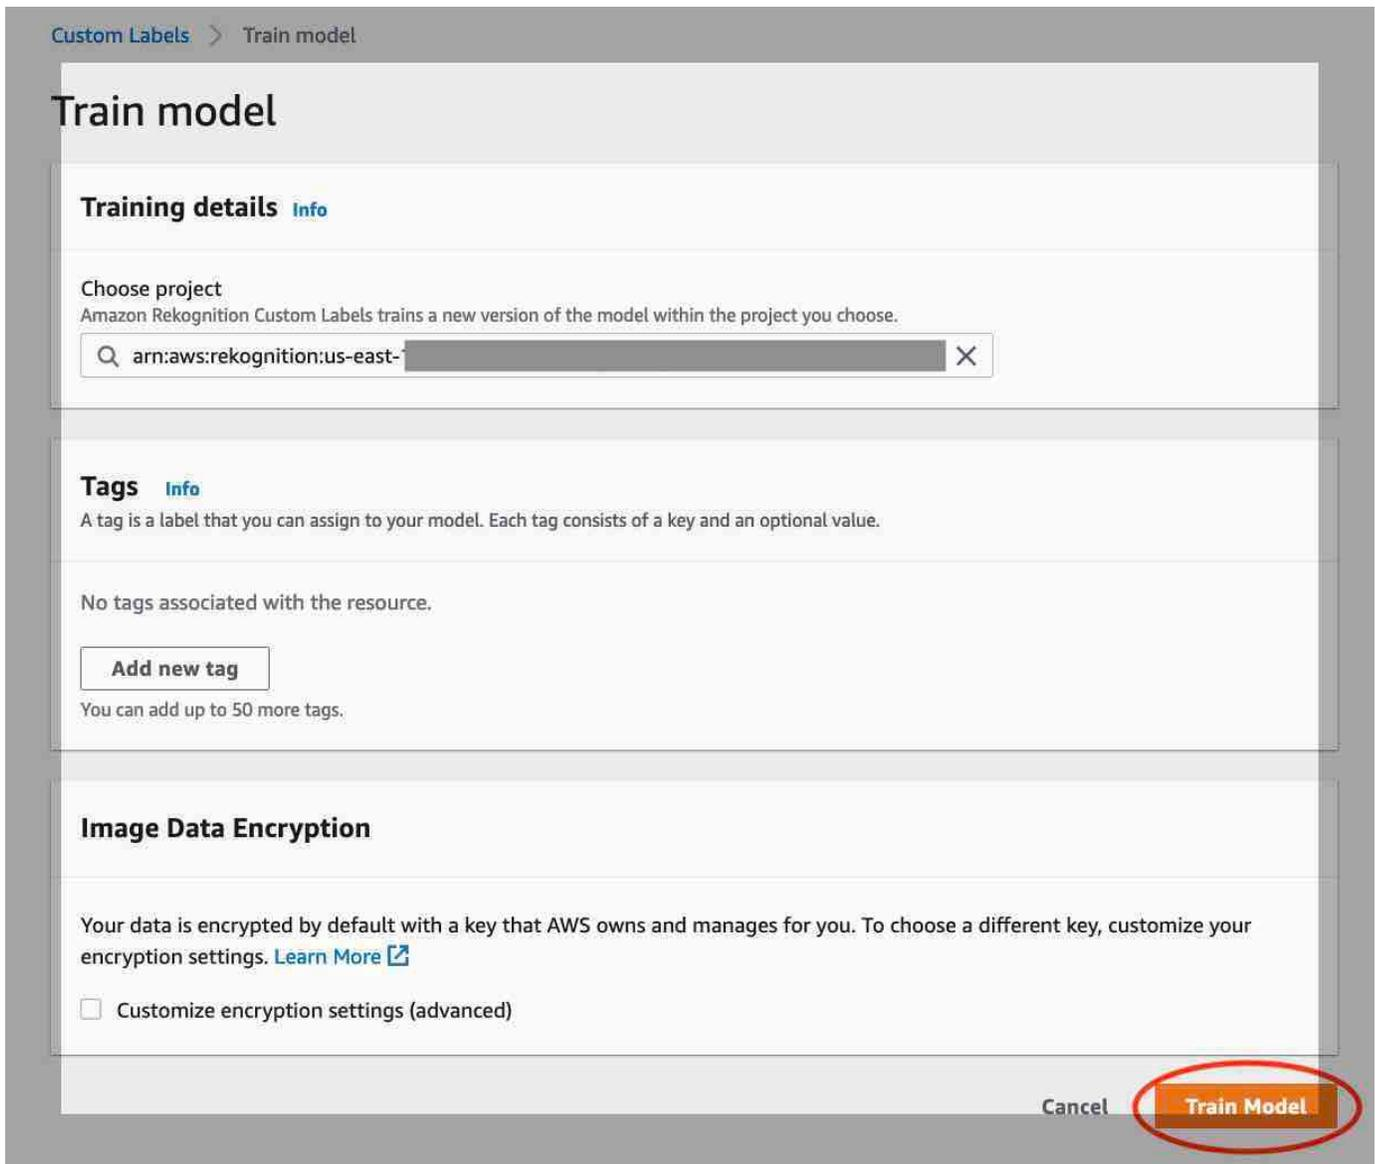 Custom Labels > Train model
Train model
Training details Info
Choose project
Amazon Rekognition Custom Labels trains a new version of the model within the project you choose.
arn:aws:rekognition:us-east-
Tags Info
A tag is a label that you can assign to your model. Each tag consists of a key and an optional value.
No tags associated with the resource.
Add new tag
You can add up to 50 more tags.
Image Data Encryption
Your data is encrypted by default with a key that AWS owns and manages for you. To choose a different key, customize your
encryption settings. Learn More
Customize encryption settings (advanced)
Cancel Train Model